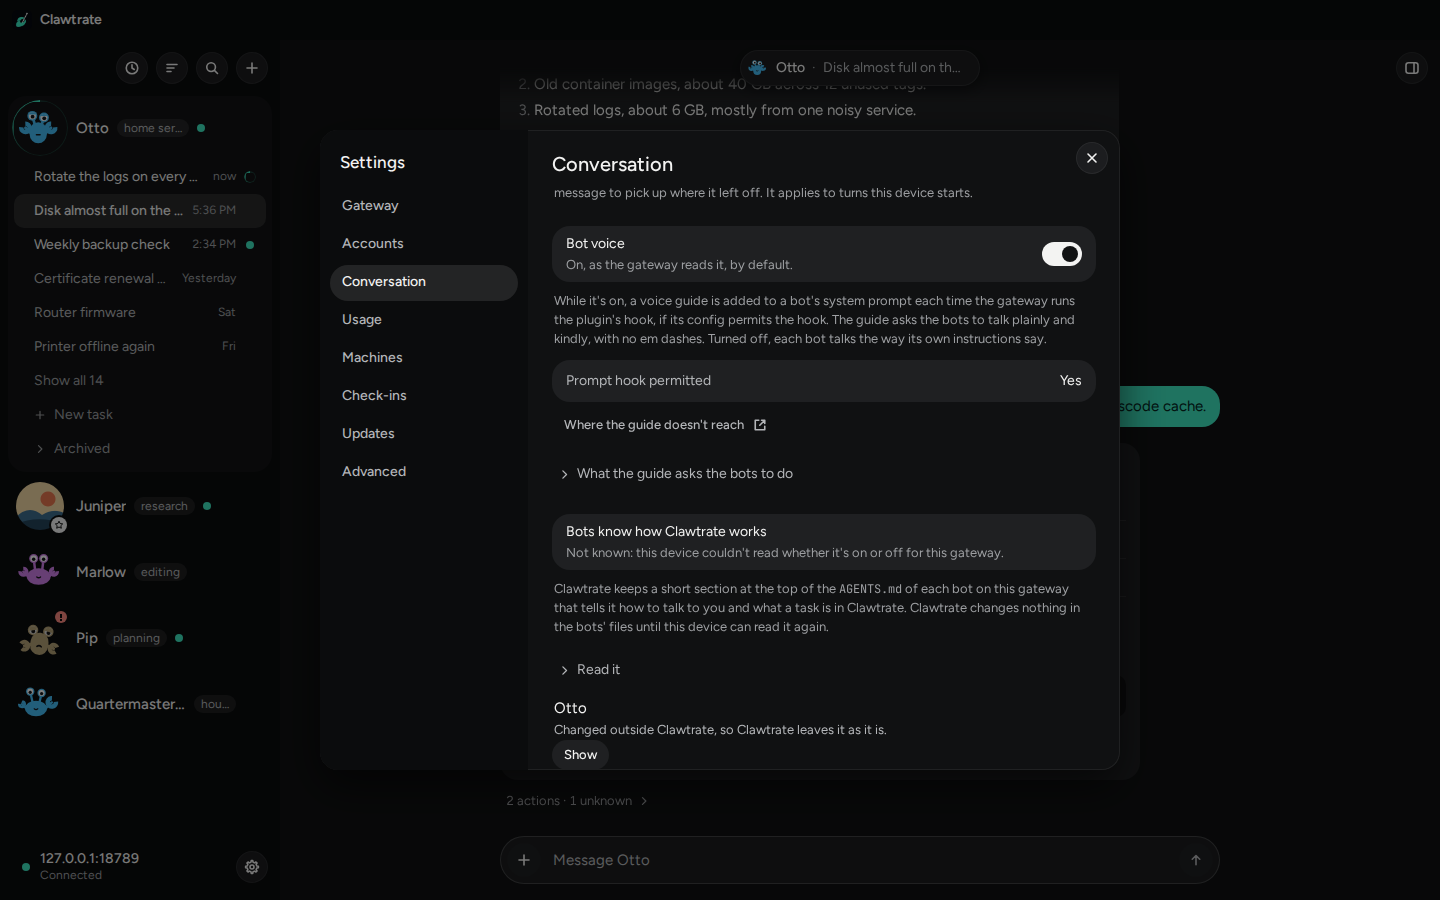 Clawtrate
Otto · Disk almost full on th...
2. Old container images, about 40 GB across 12 unused tags.
3. Rotated logs, about 6 GB, mostly from one noisy service.
Otto home ser...
Rotate the logs on every ... now
Disk almost full on the ... 5:36 PM
Weekly backup check 2:34 PM
Certificate renewal ... Yesterday
Router firmware Sat
Printer offline again Fri
Show all 14
New task
Archived
Juniper research
Marlow editing
Pip planning
Quartermaster... hou...
127.0.0.1:18789
Connected
Settings
Gateway
Accounts
Conversation
Usage
Machines
Check-ins
Updates
Advanced
Conversation
message to pick up where it left off. It applies to turns this device starts.
Bot voice
On, as the gateway reads it, by default.
While it's on, a voice guide is added to a bot's system prompt each time the gateway runs
the plugin's hook, if its config permits the hook. The guide asks the bots to talk plainly and
kindly, with no em dashes. Turned off, each bot talks the way its own instructions say.
Prompt hook permitted Yes
Where the guide doesn't reach
What the guide asks the bots to do
Bots know how Clawtrate works
Not known: this device couldn't read whether it's on or off for this gateway.
Clawtrate keeps a short section at the top of the AGENTS.md of each bot on this gateway
that tells it how to talk to you and what a task is in Clawtrate. Clawtrate changes nothing in
the bots' files until this device can read it again.
Read it
Otto
Changed outside Clawtrate, so Clawtrate leaves it as it is.
Show
scode cache.
2 actions · 1 unknown
Message Otto